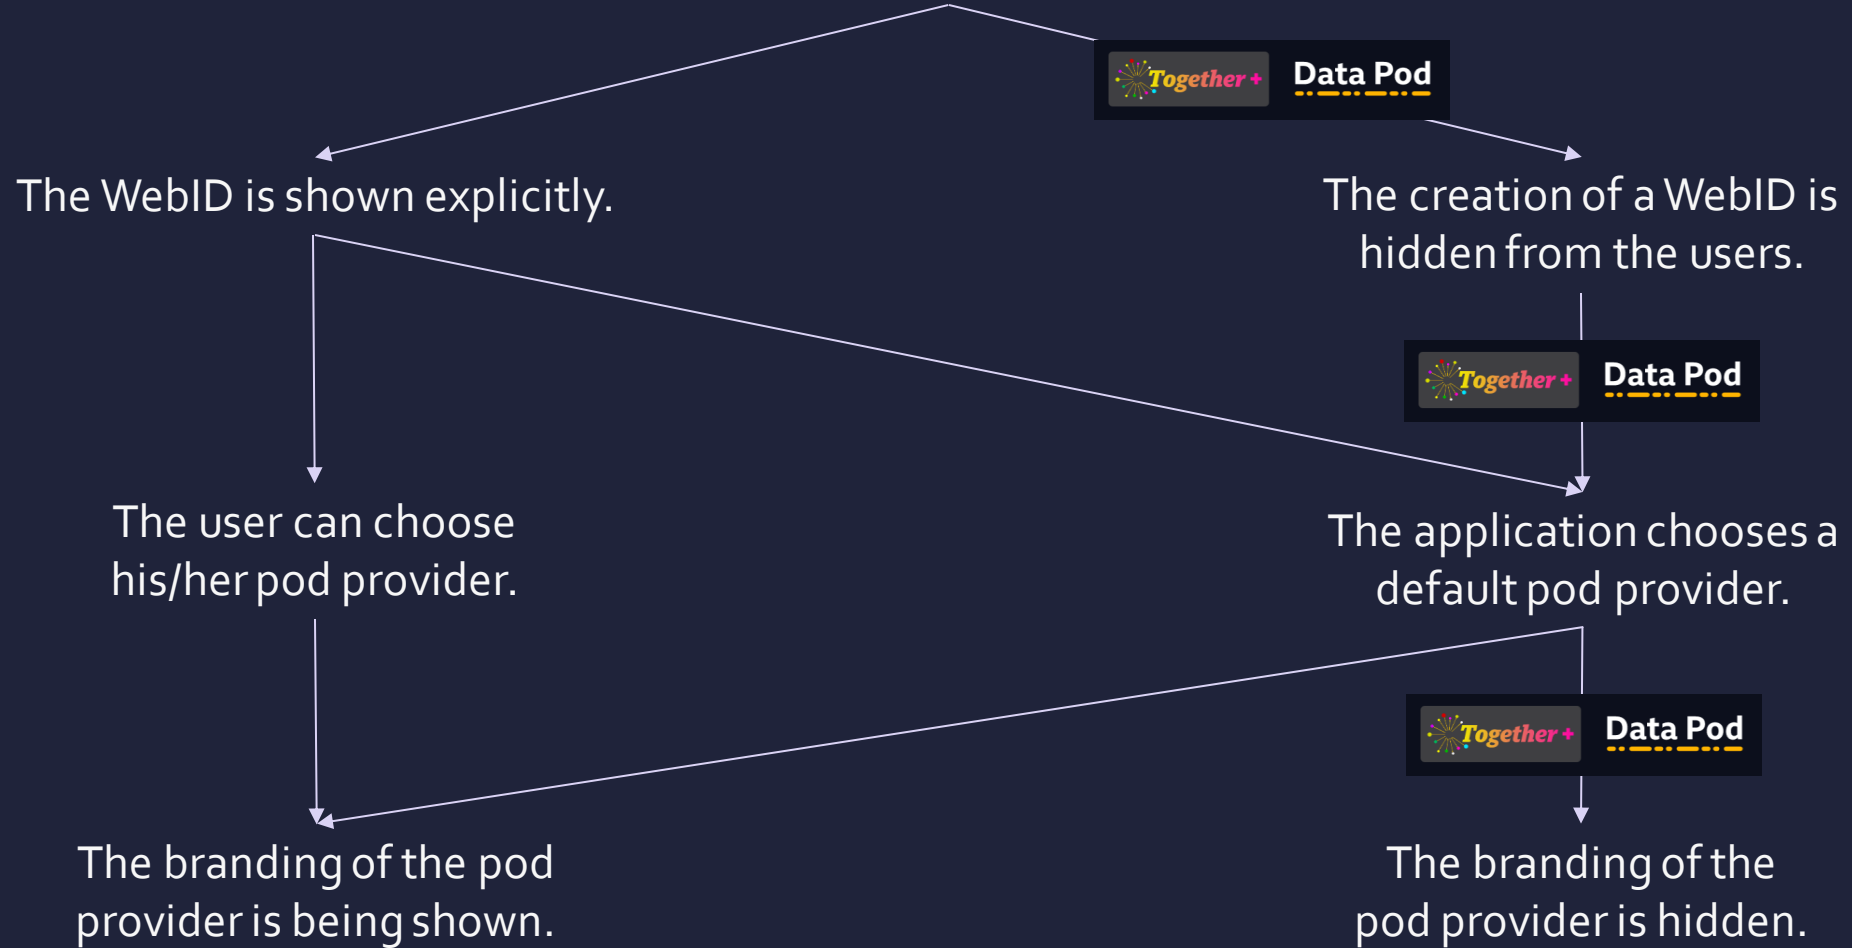 Together +
Data Pod
The WebID is shown explicitly.
The creation of a WebID is
hidden from the users.
Together +
Data Pod
The user can choose
his/her pod provider.
The application chooses a
default pod provider.
Together +
Data Pod
The branding of the pod
provider is being shown.
The branding of the
pod provider is hidden.